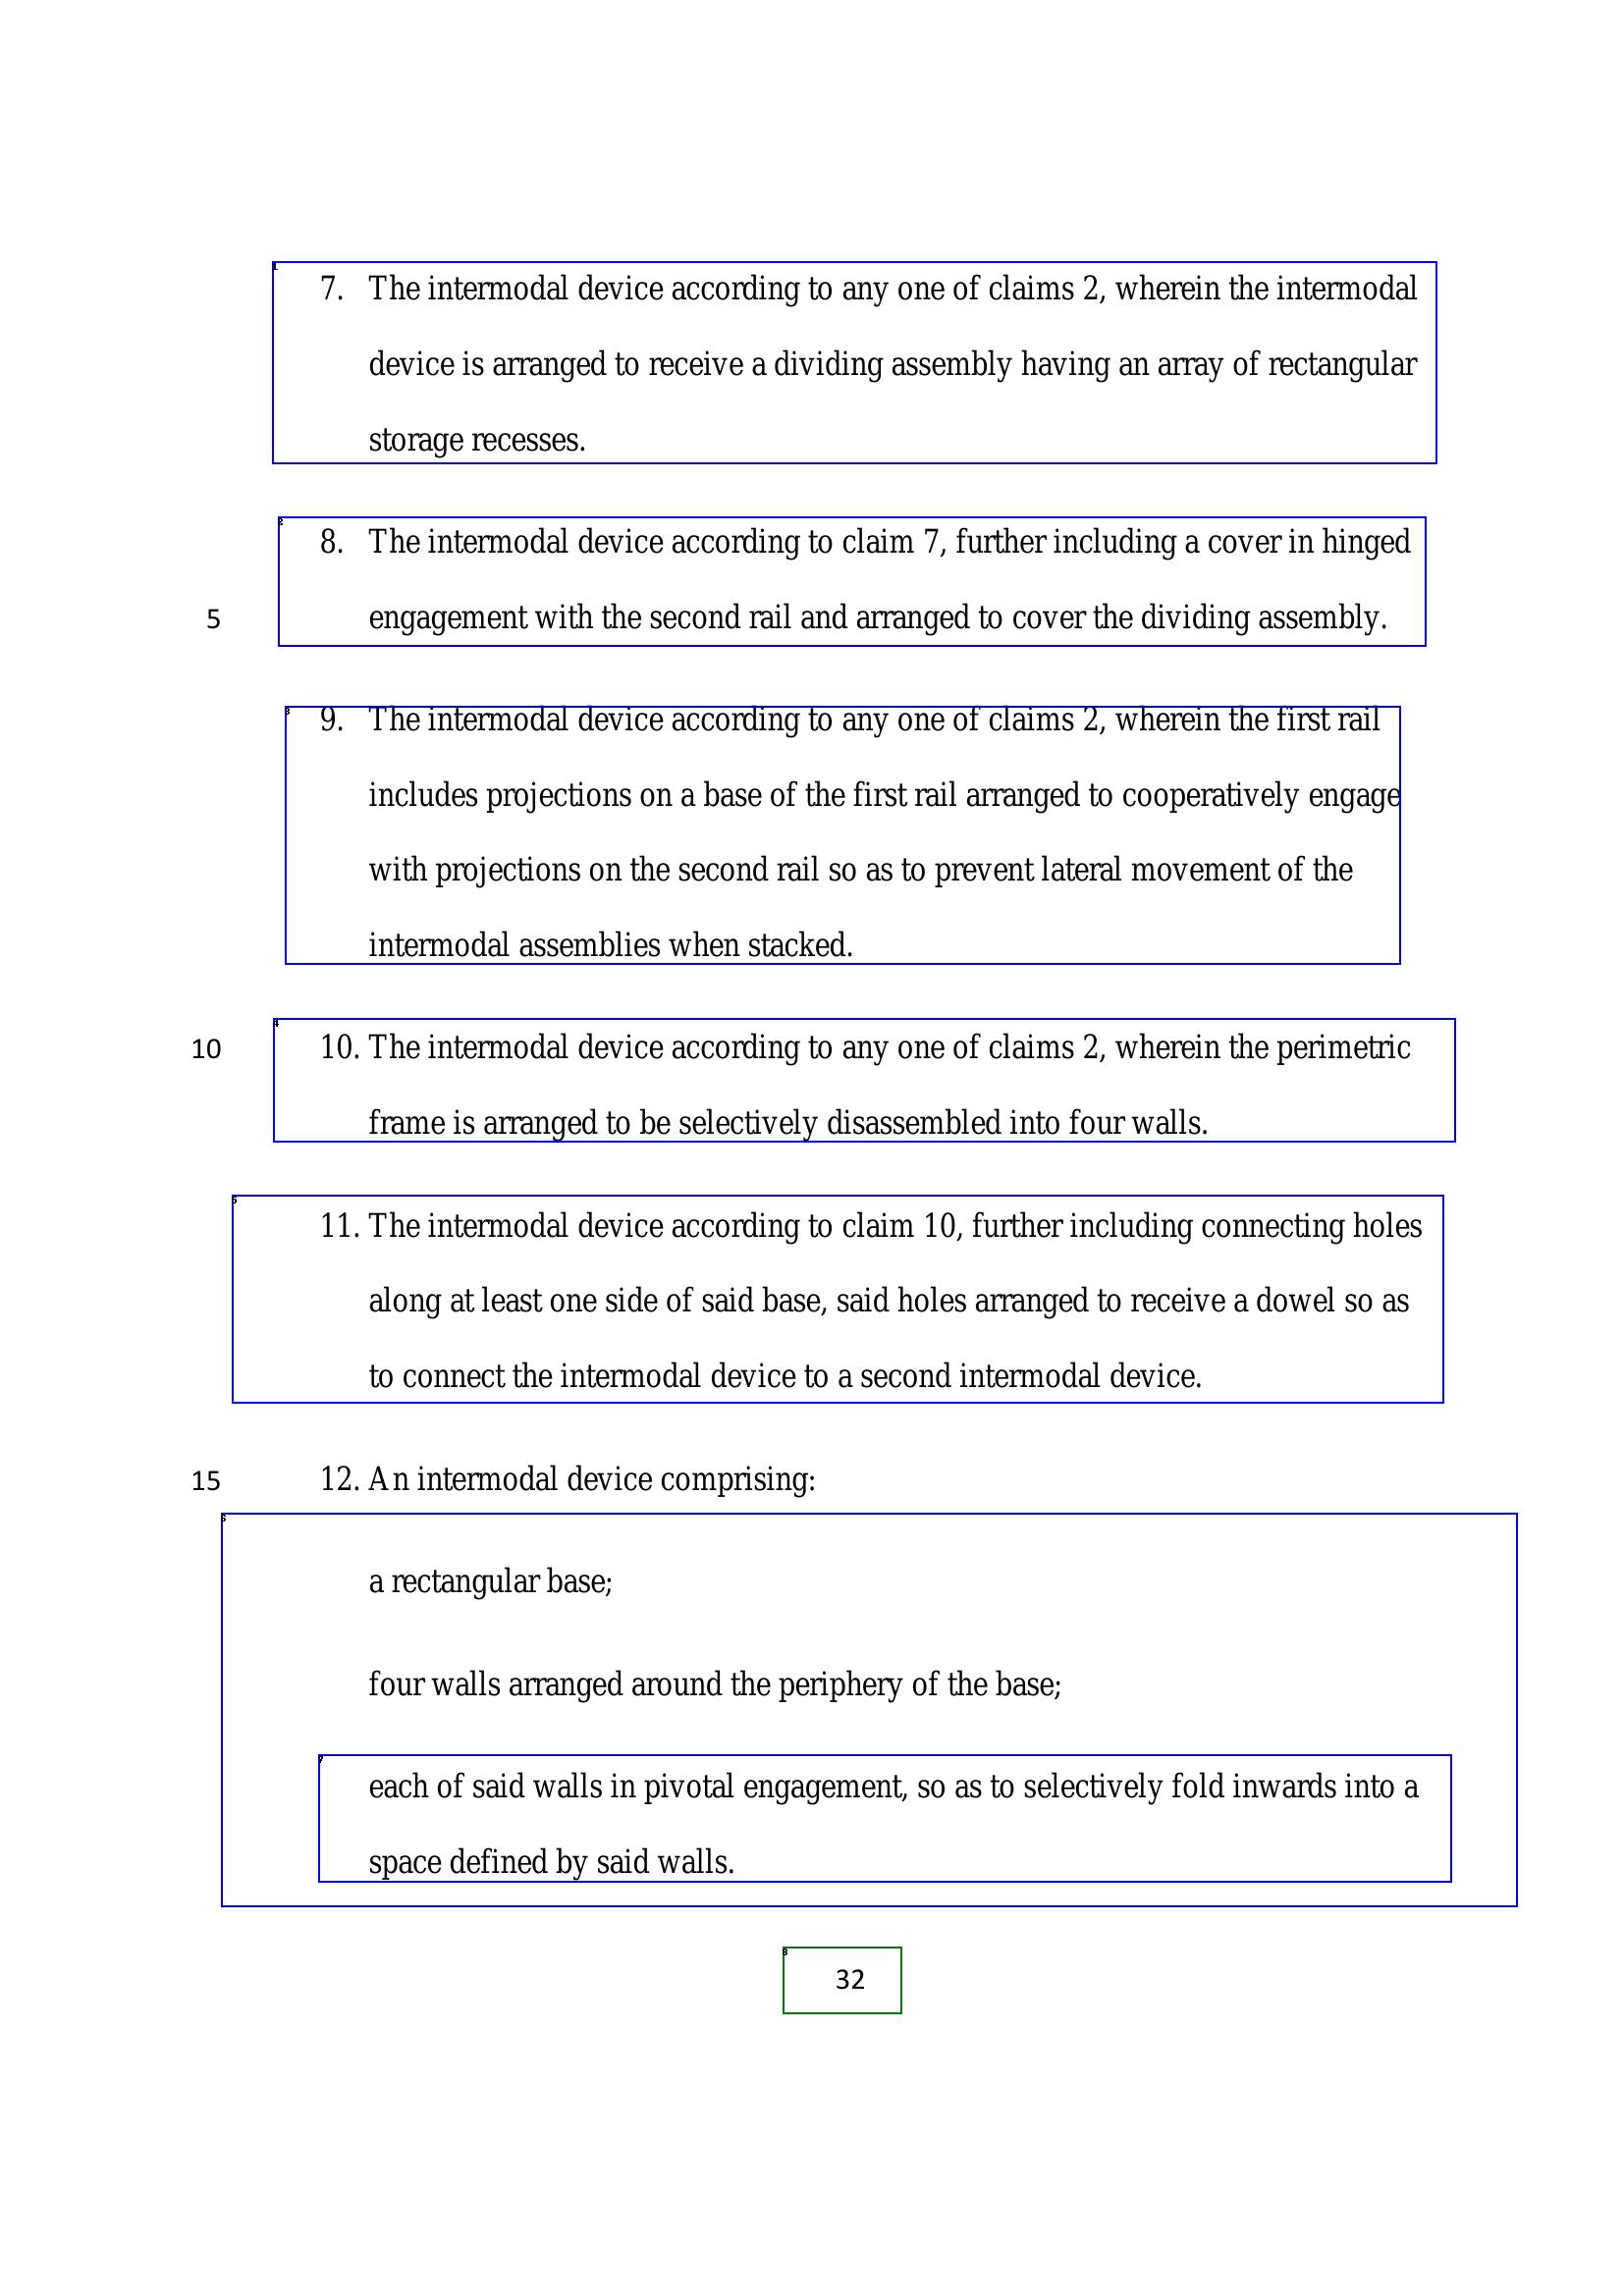 7. The intermodal device according to any one of claims 2, wherein the intermodal
device is arranged to receive a dividing assembly having an array of rectangular
storage recesses.
8. The intermodal device according to claim 7, further including a cover in hinged
5 engagement with the second rail and arranged to cover the dividing assembly.
9. The intermodal device according to any one of claims 2, wherein the first rail
includes projections on a base of the first rail arranged to cooperatively engage
with projections on the second rail so as to prevent lateral movement of the
intermodal assemblies when stacked.
10 10. The intermodal device according to any one of claims 2, wherein the perimetric
frame is arranged to be selectively disassembled into four walls.
11. The intermodal device according to claim 10, further including connecting holes
along at least one side of said base, said holes arranged to receive a dowel so as
to connect the intermodal device to a second intermodal device.
15 12. An intermodal device comprising:
a rectangular base;
four walls arranged around the periphery of the base;
each of said walls in pivotal engagement, so as to selectively fold inwards into a
space defined by said walls.
32